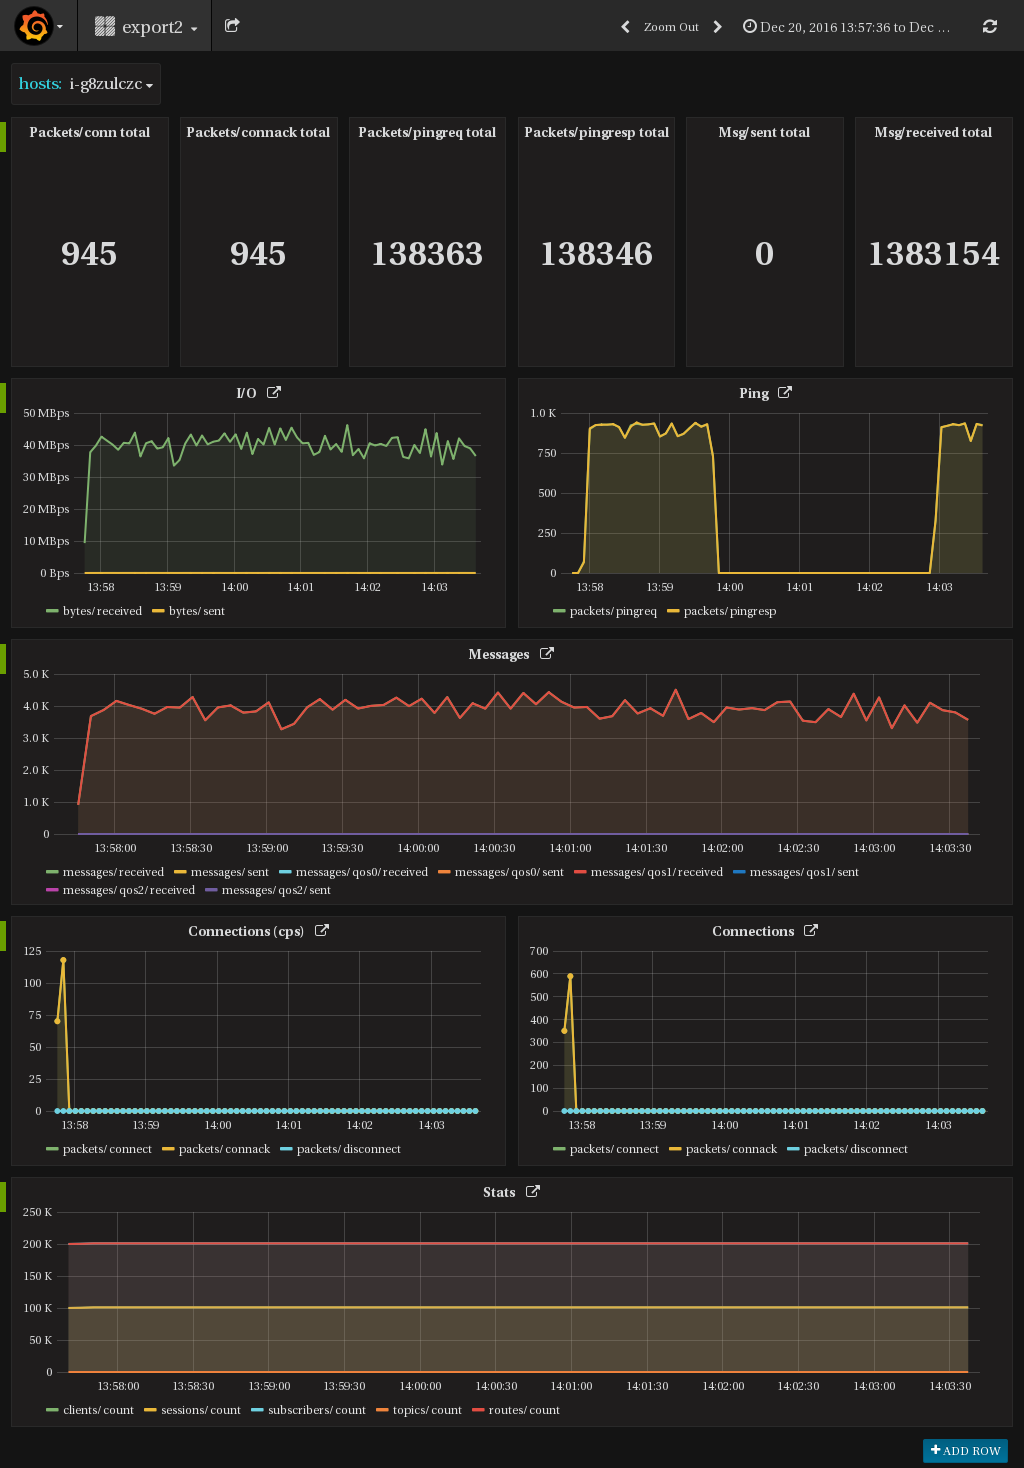 export2
Zoom Out
Dec 20, 2016 13:57:36 to Dec ...
hosts: i-g8zulczc
Packets/conn total
Packets/connack total
Packets/pingreq total
Packets/pingresp total
Msg/sent total
Msg/received total
945
945
138363
138346
0
1383154
I/O
50 MBps
40 MBps
30 MBps
20 MBps
10 MBps
0 Bps
13:58 13:59 14:00 14:01 14:02 14:03
bytes/received bytes/sent
Ping
1.0 K
750
500
250
0
13:58 13:59 14:00 14:01 14:02 14:03
packets/pingreq packets/pingresp
Messages
5.0 K
4.0 K
3.0 K
2.0 K
1.0 K
0
13:58:00 13:58:30 13:59:00 13:59:30 14:00:00 14:00:30 14:01:00 14:01:30 14:02:00 14:02:30 14:03:00 14:03:30
messages/received messages/sent messages/qos0/received messages/qos0/sent messages/qos1/received messages/qos1/sent
messages/qos2/received messages/qos2/sent
Connections (cps)
125
100
75
50
25
0
13:58 13:59 14:00 14:01 14:02 14:03
packets/connect packets/connack packets/disconnect
Connections
700
600
500
400
300
200
100
0
13:58 13:59 14:00 14:01 14:02 14:03
packets/connect packets/connack packets/disconnect
Stats
250 K
200 K
150 K
100 K
50 K
0
13:58:00 13:58:30 13:59:00 13:59:30 14:00:00 14:00:30 14:01:00 14:01:30 14:02:00 14:02:30 14:03:00 14:03:30
clients/count sessions/count subscribers/count topics/count routes/count
ADD ROW